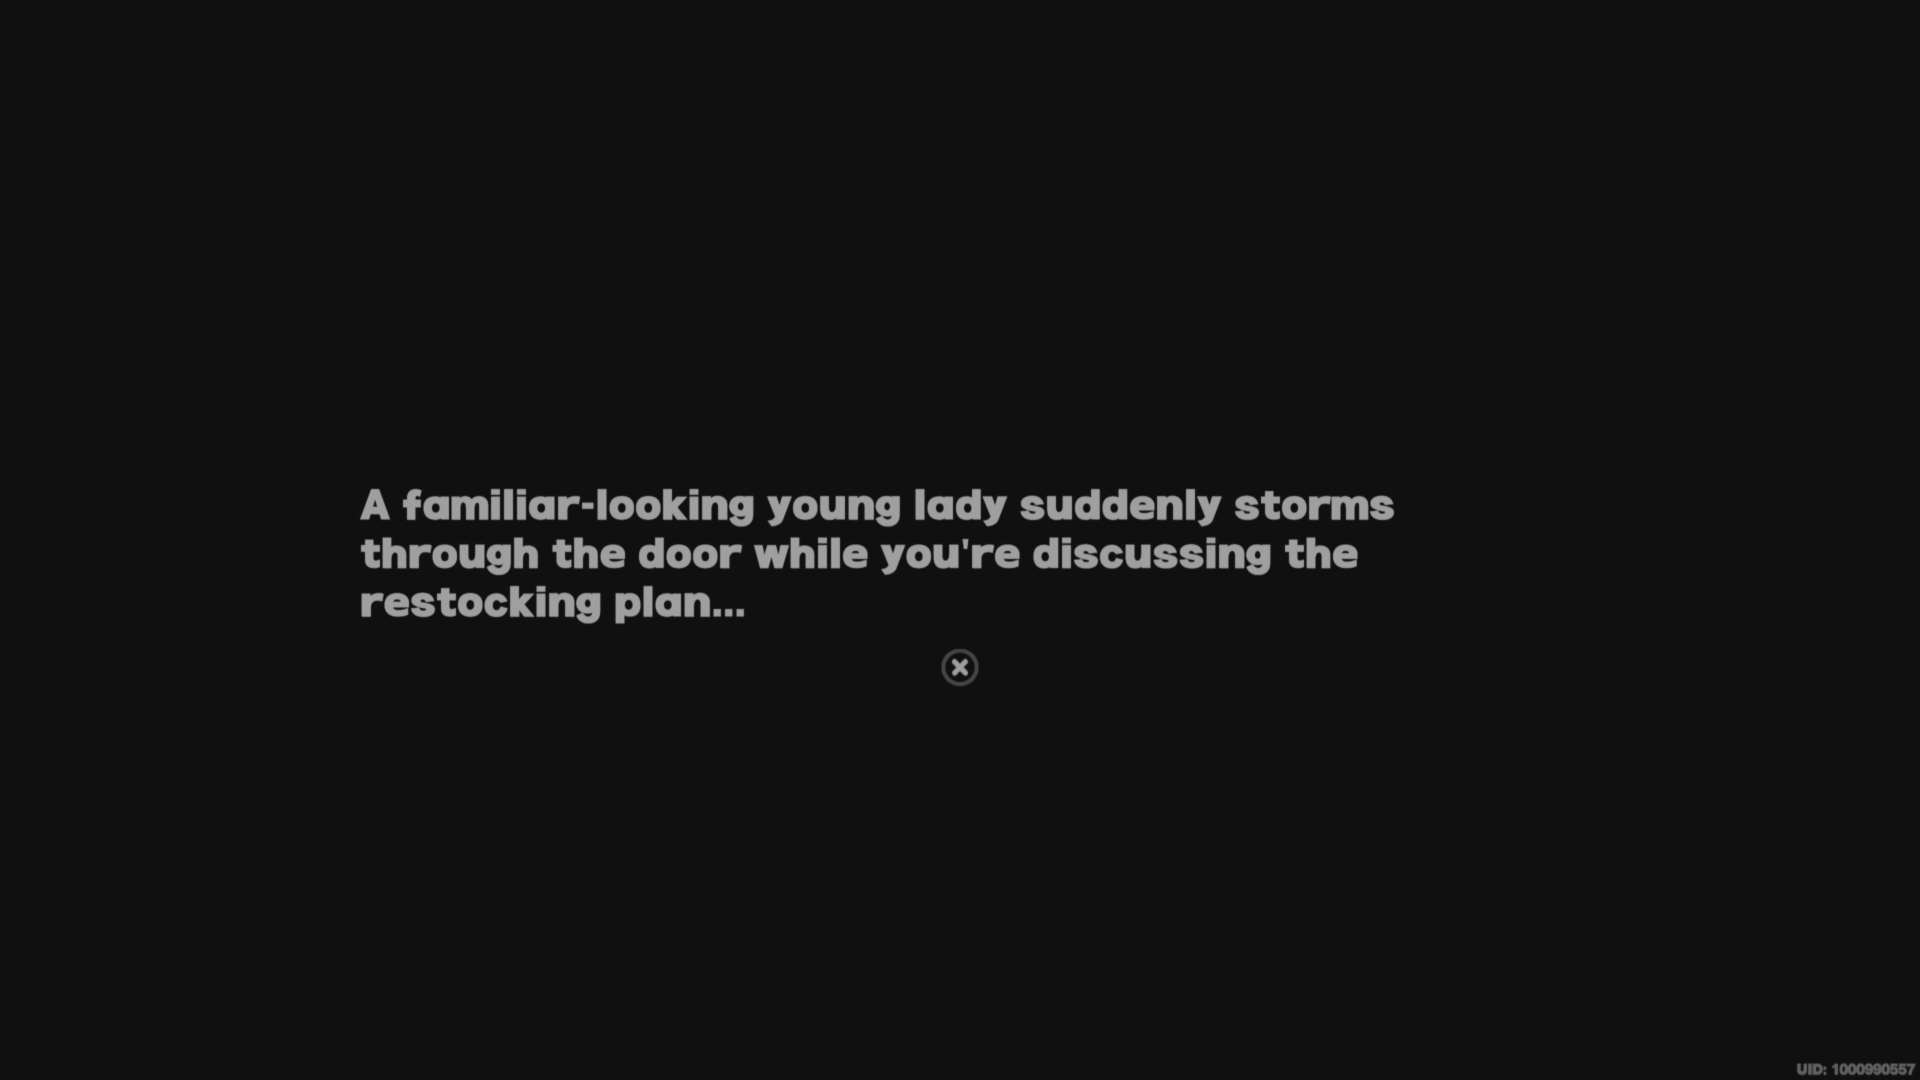 A familiar-looking young lady suddenly storms
through the door while you're discussing the
restocking plan...
UID: 1000990557